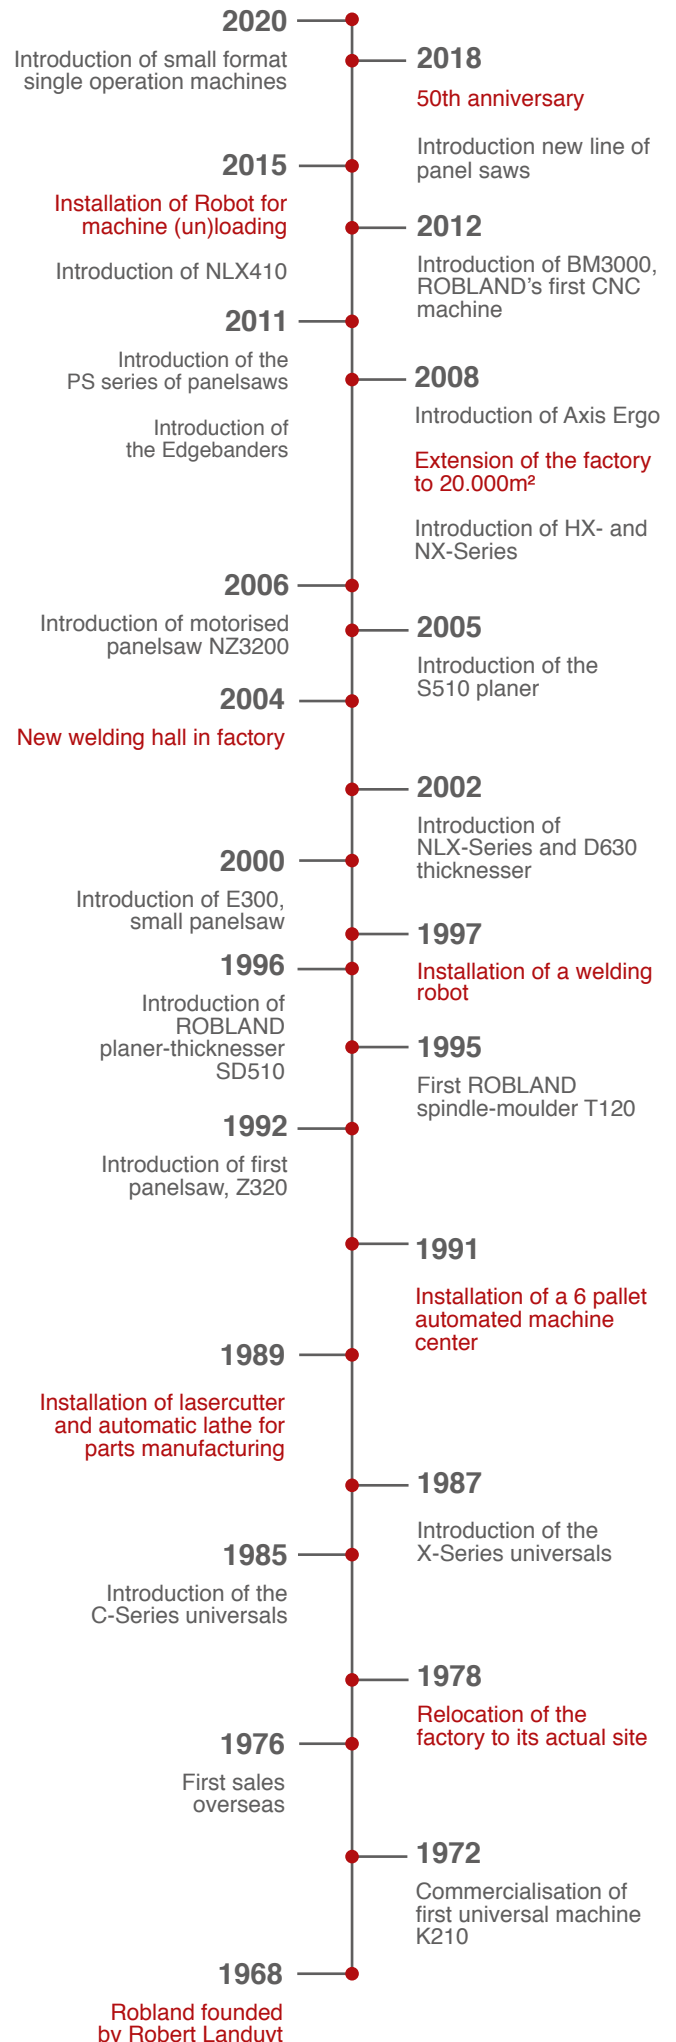 2020
Introduction of small format
single operation machines
2018
50th anniversary
Introduction new line of
panel saws
2015
Installation of Robot for
machine (un)loading
Introduction of NLX410
2012
Introduction of BM3000,
ROBLAND's first CNC
machine
2011
Introduction of the
PS series of panelsaws
Introduction of
the Edgebanders
2008
Introduction of Axis Ergo
Extension of the factory
to 20.000m²
Introduction of HX- and
NX-Series
2006
Introduction of motorised
panelsaw NZ3200
2005
Introduction of the
S510 planer
2004
New welding hall in factory
2002
Introduction of
NLX-Series and D630
thicknesser
2000
Introduction of E300,
small panelsaw
1997
Installation of a welding
robot
1996
Introduction of
ROBLAND
planer-thicknesser
SD510
1995
First ROBLAND
spindle-moulder T120
1992
Introduction of first
panelsaw, Z320
1991
Installation of a 6 pallet
automated machine
center
1989
Installation of lasercutter
and automatic lathe for
parts manufacturing
1987
Introduction of the
X-Series universals
1985
Introduction of the
C-Series universals
1978
Relocation of the
factory to its actual site
1976
First sales
overseas
1972
Commercialisation of
first universal machine
K210
1968
Robland founded
by Robert Landuyt